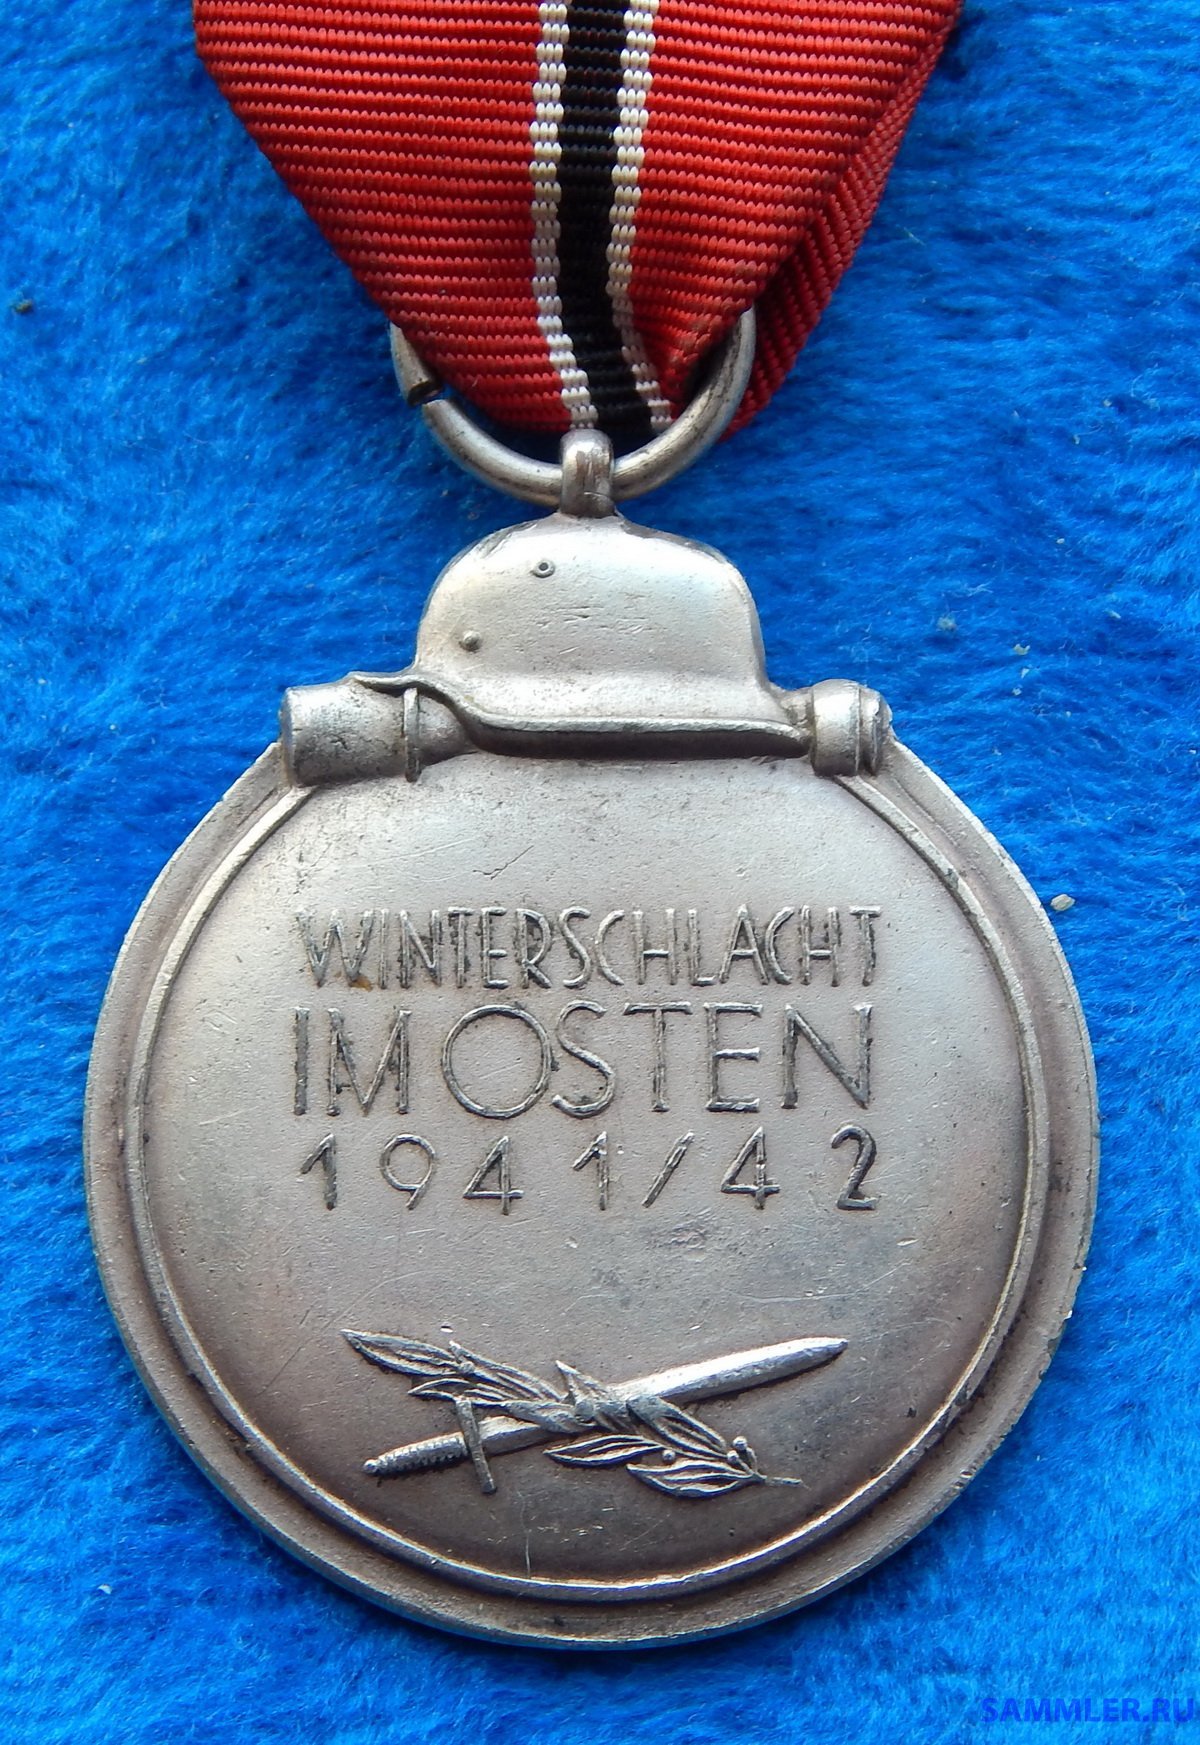 WINTERSCHLACHT
IM OSTEN
1941/42
SAMMLER.RU